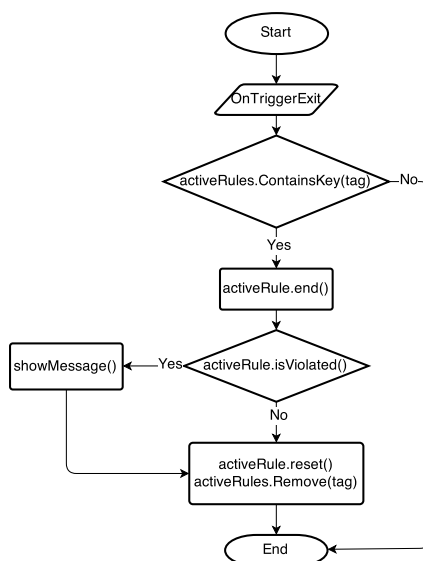 Start
OnTriggerExit
activeRules.ContainsKey(tag)
No
Yes
activeRule.end()
showMessage()
Yes
activeRule.isViolated()
No
activeRule.reset()
activeRules.Remove(tag)
End